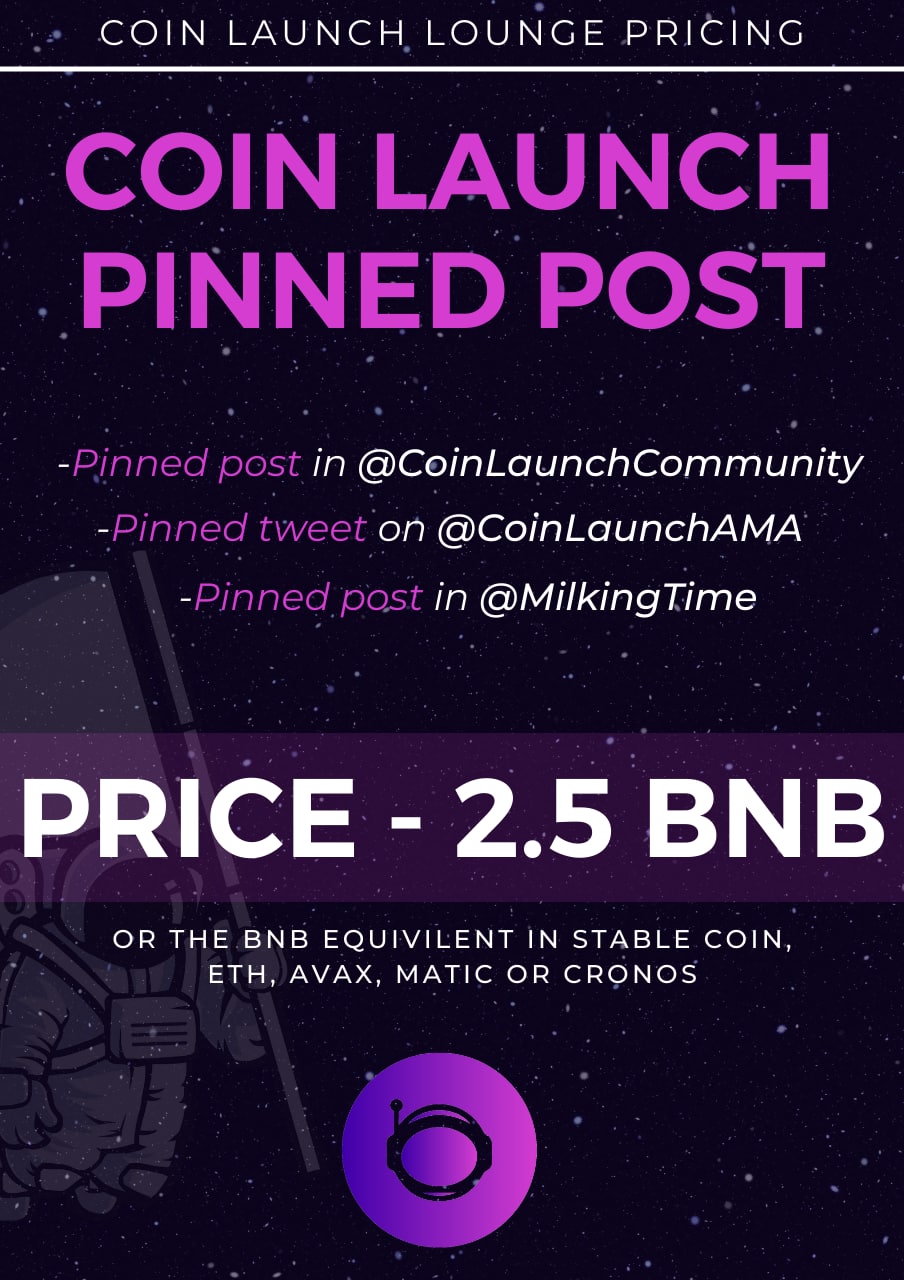 COIN LAUNCH LOUNGE PRICING
COIN LAUNCH
PINNED POST
-Pinned post in @CoinLaunchCommunity
-Pinned tweet on @CoinLaunchAMA
-Pinned post in @MilkingTime
PRICE - 2.5 BNB
OR THE BNB EQUIVILENT IN STABLE COIN,
ETH, AVAX, MATIC OR CRONOS